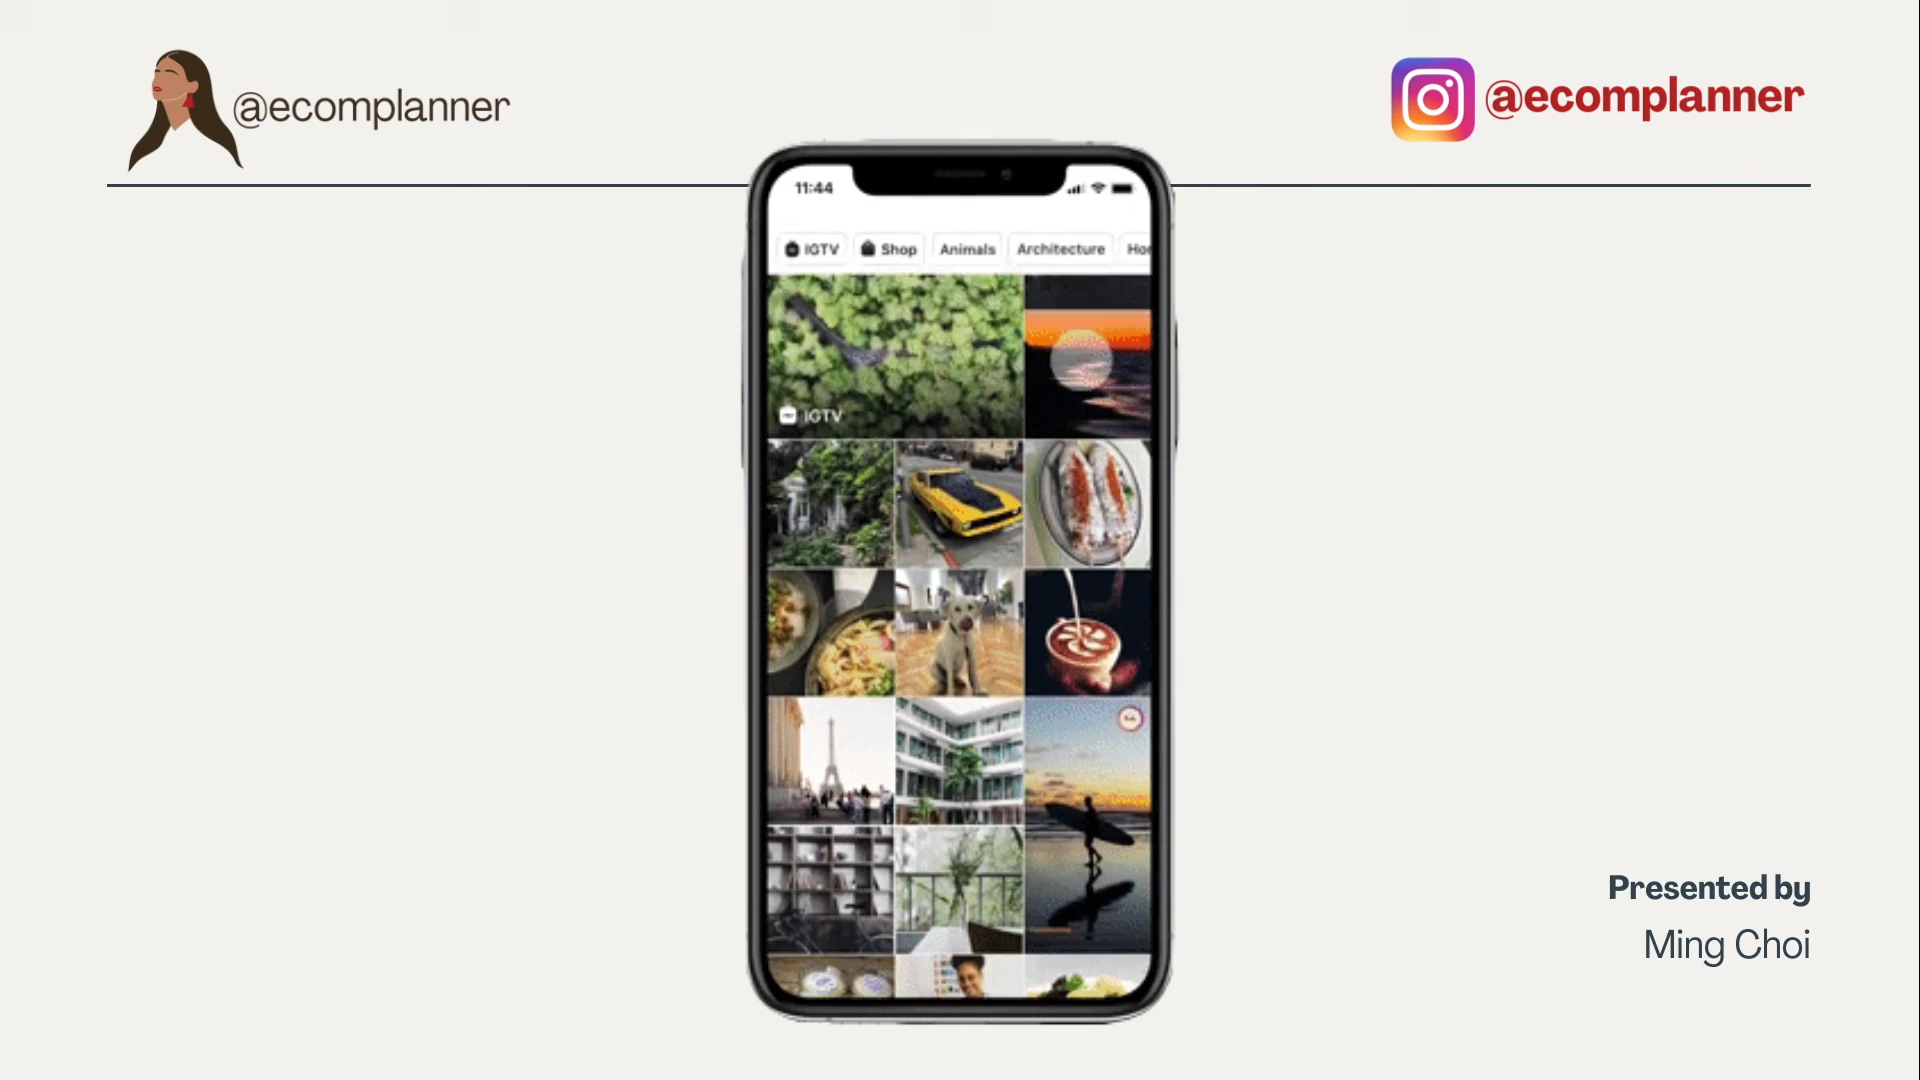 @ecomplanner
@ecomplanner
11:44
IGTV
Shop
Animals
Architecture
IGTV
Presented by
Ming Choi